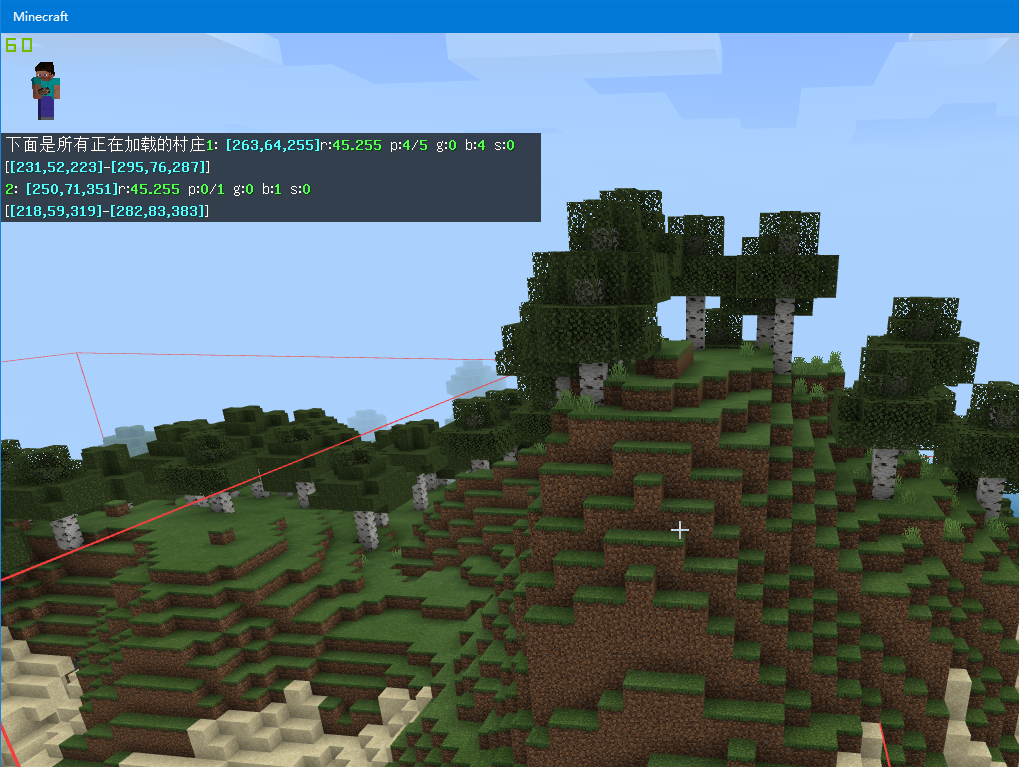 Minecraft
60
下面是所有正在加载的村庄1: [263,64,255]r:45.255 p:4/5 g:0 b:4 s:0
[[231,52,223]-[295,76,287]]
2: [250,71,351]r:45.255 p:0/1 g:0 b:1 s:0
[[218,59,319]-[282,83,383]]